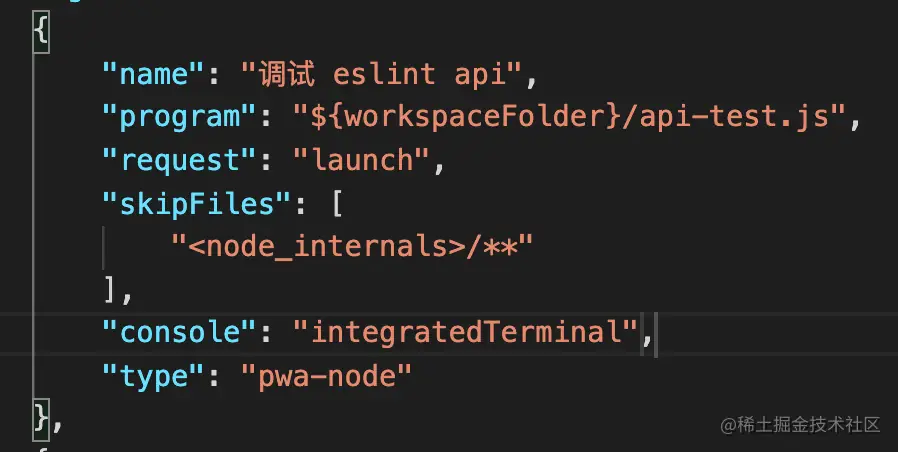 {
"name": "调试 eslint api",
"program": "${workspaceFolder}/api-test.js",
"request": "launch",
"skipFiles": [
"<node_internals>/**"
],
"console": "integratedTerminal",
"type": "pwa-node"
},
@稀土掘金技术社区